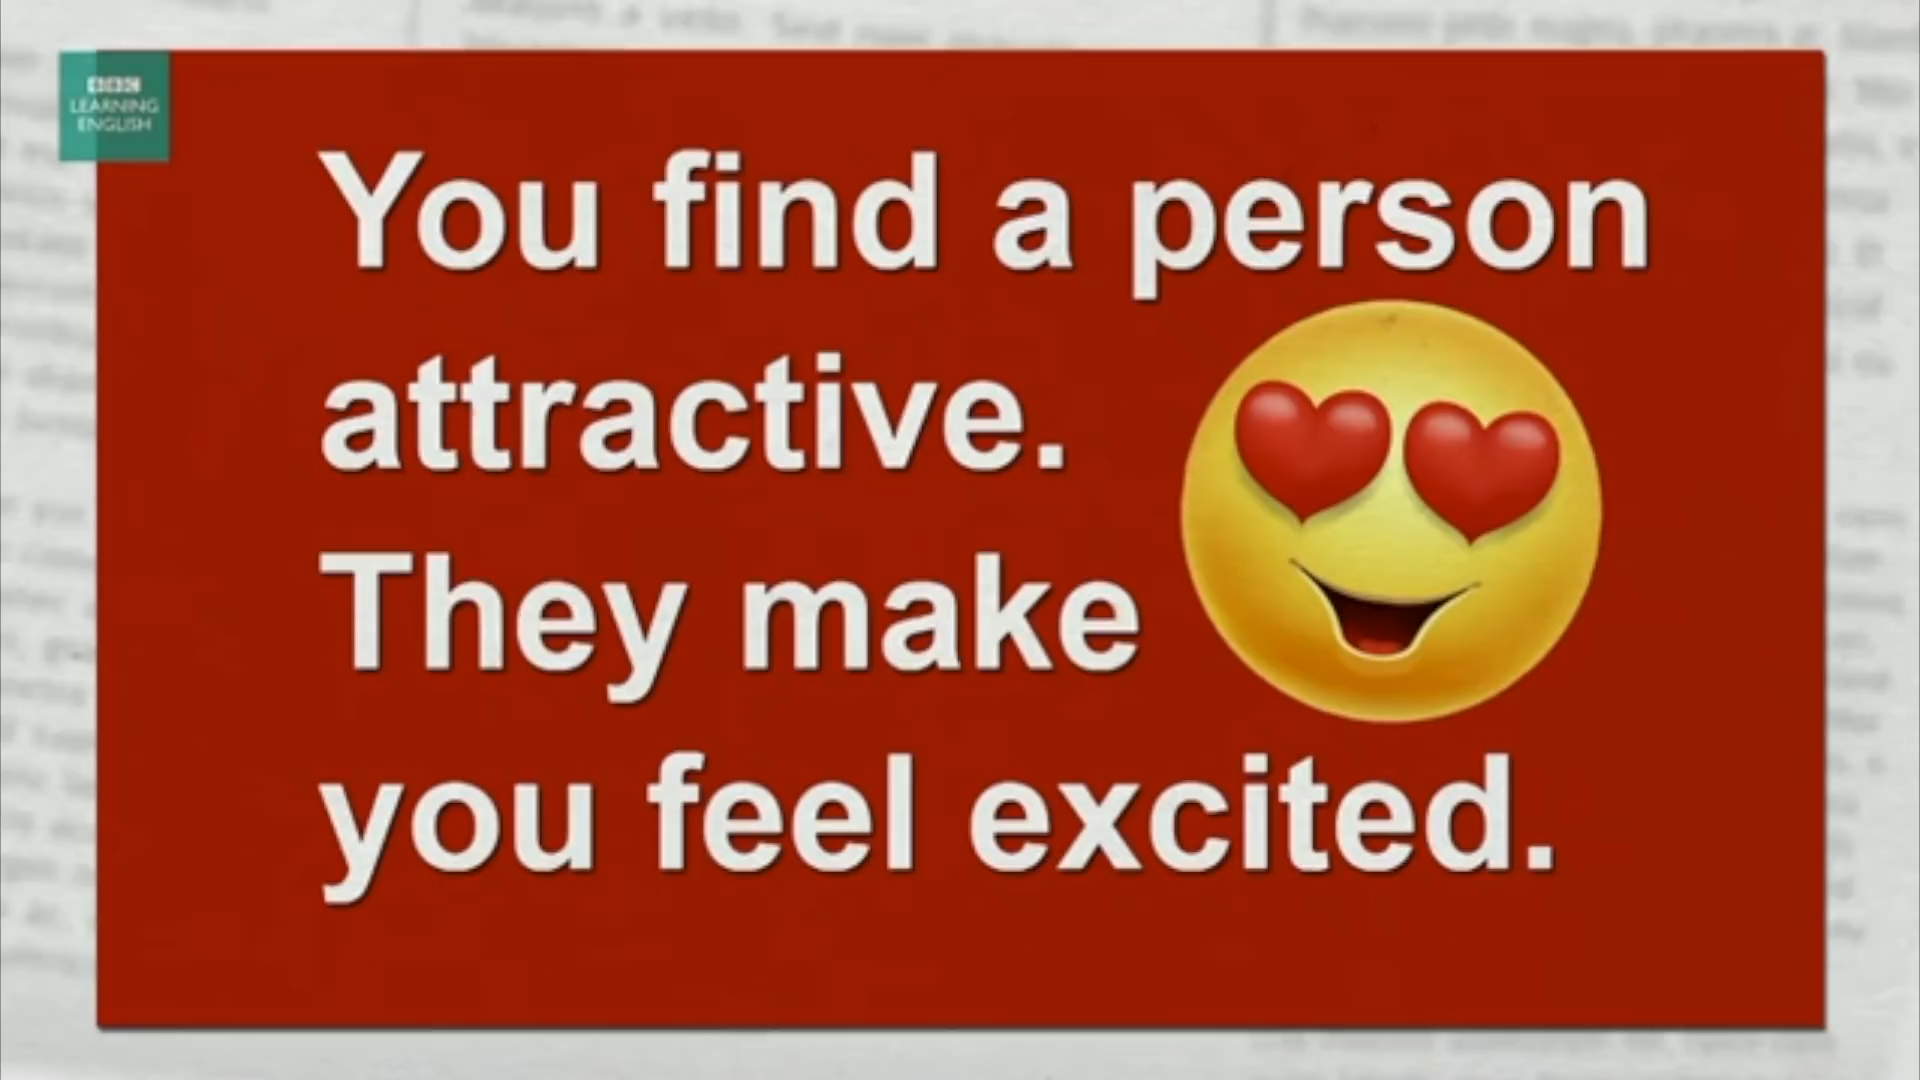 BBC
LEARNING
ENGLISH
You find a person
attractive.
They make
you feel excited.